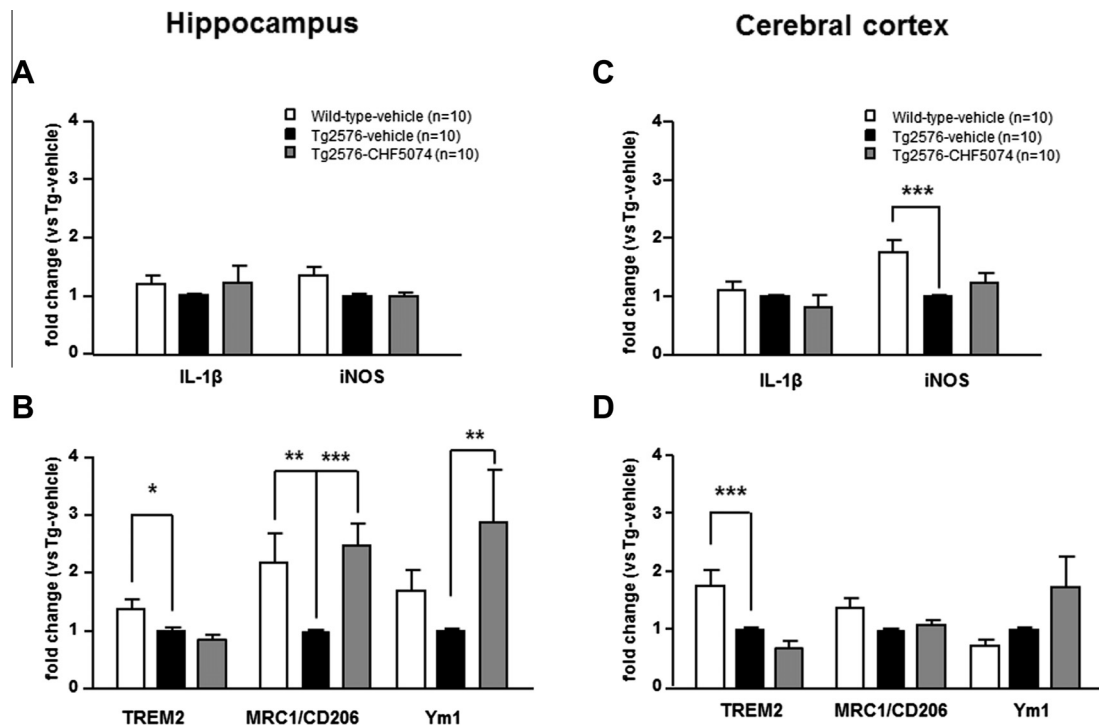 Hippocampus
A
fold change (vs Tg-vehicle)
4
3
2
1
0
Wild-type-vehicle (n=10)
Tg2576-vehicle (n=10)
Tg2576-CHF5074 (n=10)
IL-1β iNOS
B
fold change (vs Tg-vehicle)
4
3
2
1
0
*
** ***
**
TREM2 MRC1/CD206 Ym1
Cerebral cortex
C
fold change (vs Tg-vehicle)
4
3
2
1
0
Wild-type-vehicle (n=10)
Tg2576-vehicle (n=10)
Tg2576-CHF5074 (n=10)
***
IL-1β iNOS
D
fold change (vs Tg-vehicle)
4
3
2
1
0
***
TREM2 MRC1/CD206 Ym1